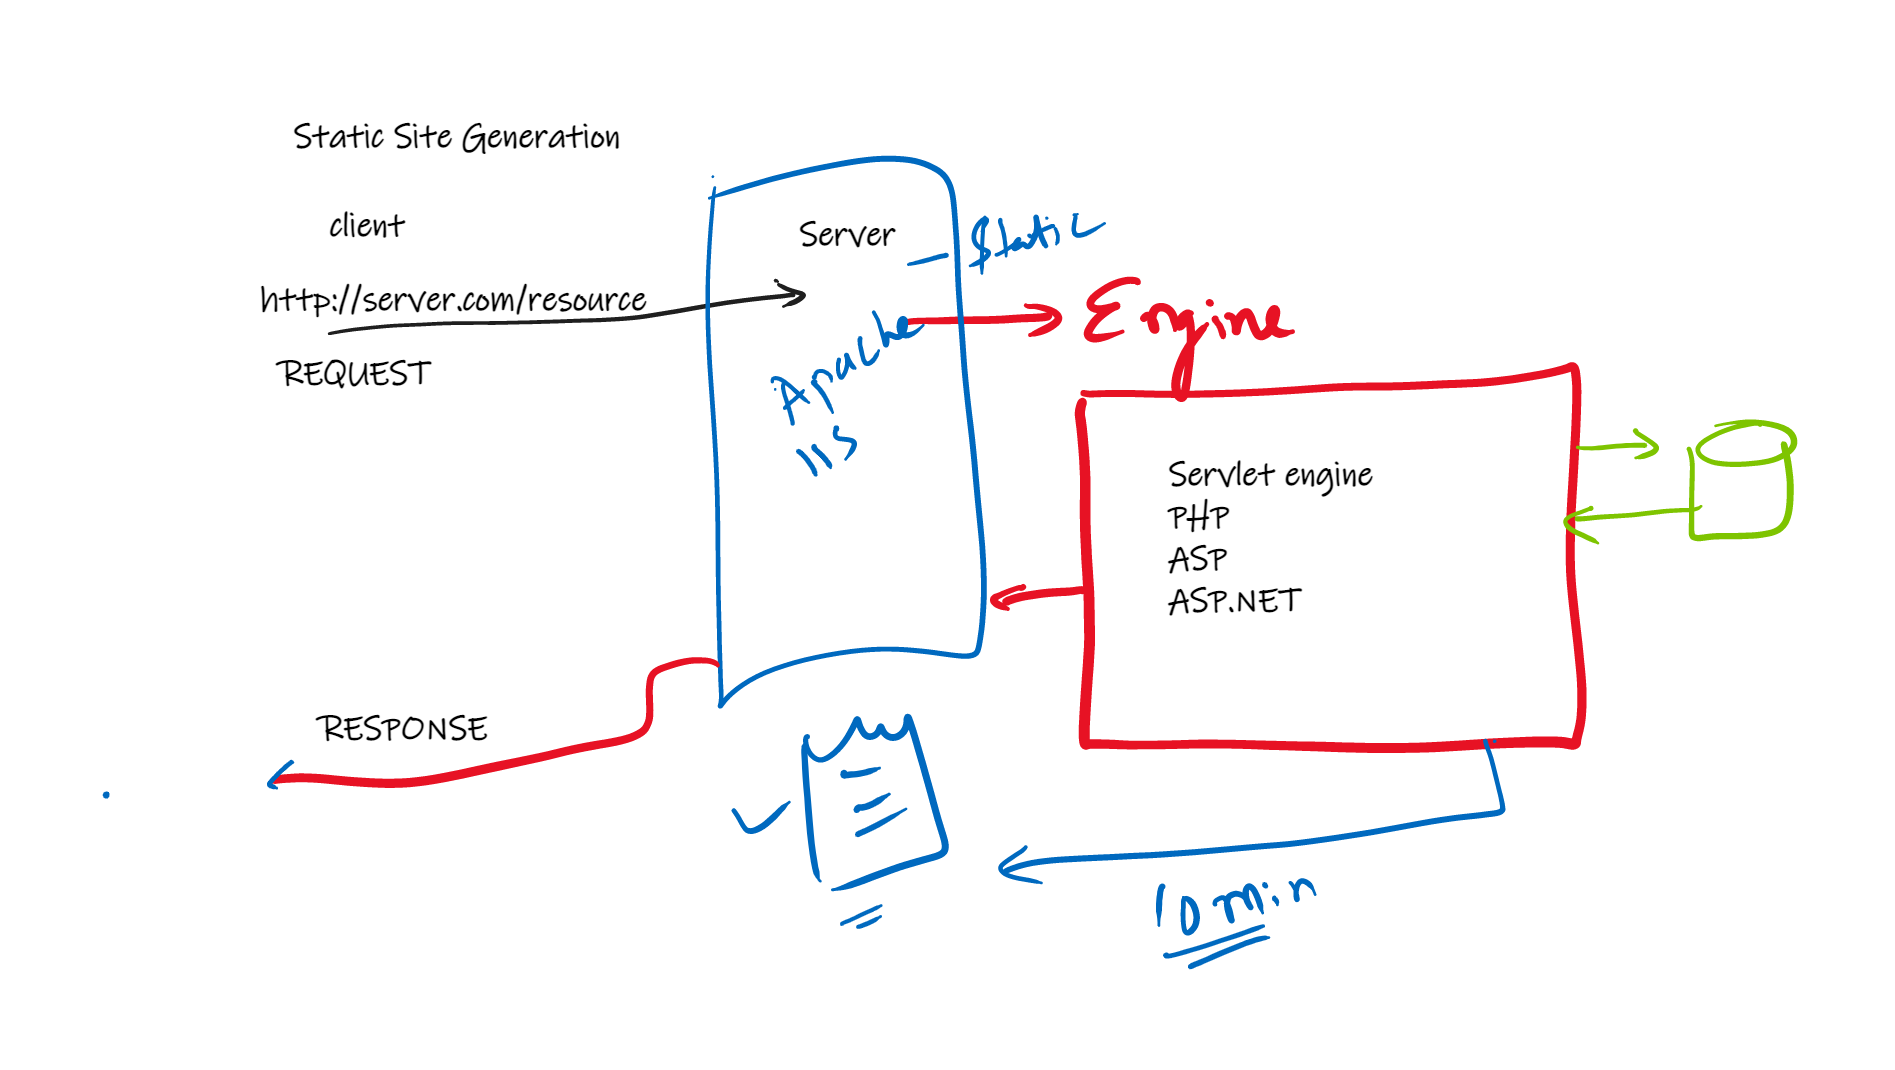 Static Site Generation
client
Server
Static
http://server.com/resource
Engine
REQUEST
Apache
IIS
Servlet engine
PHP
ASP
ASP.NET
RESPONSE
10 min